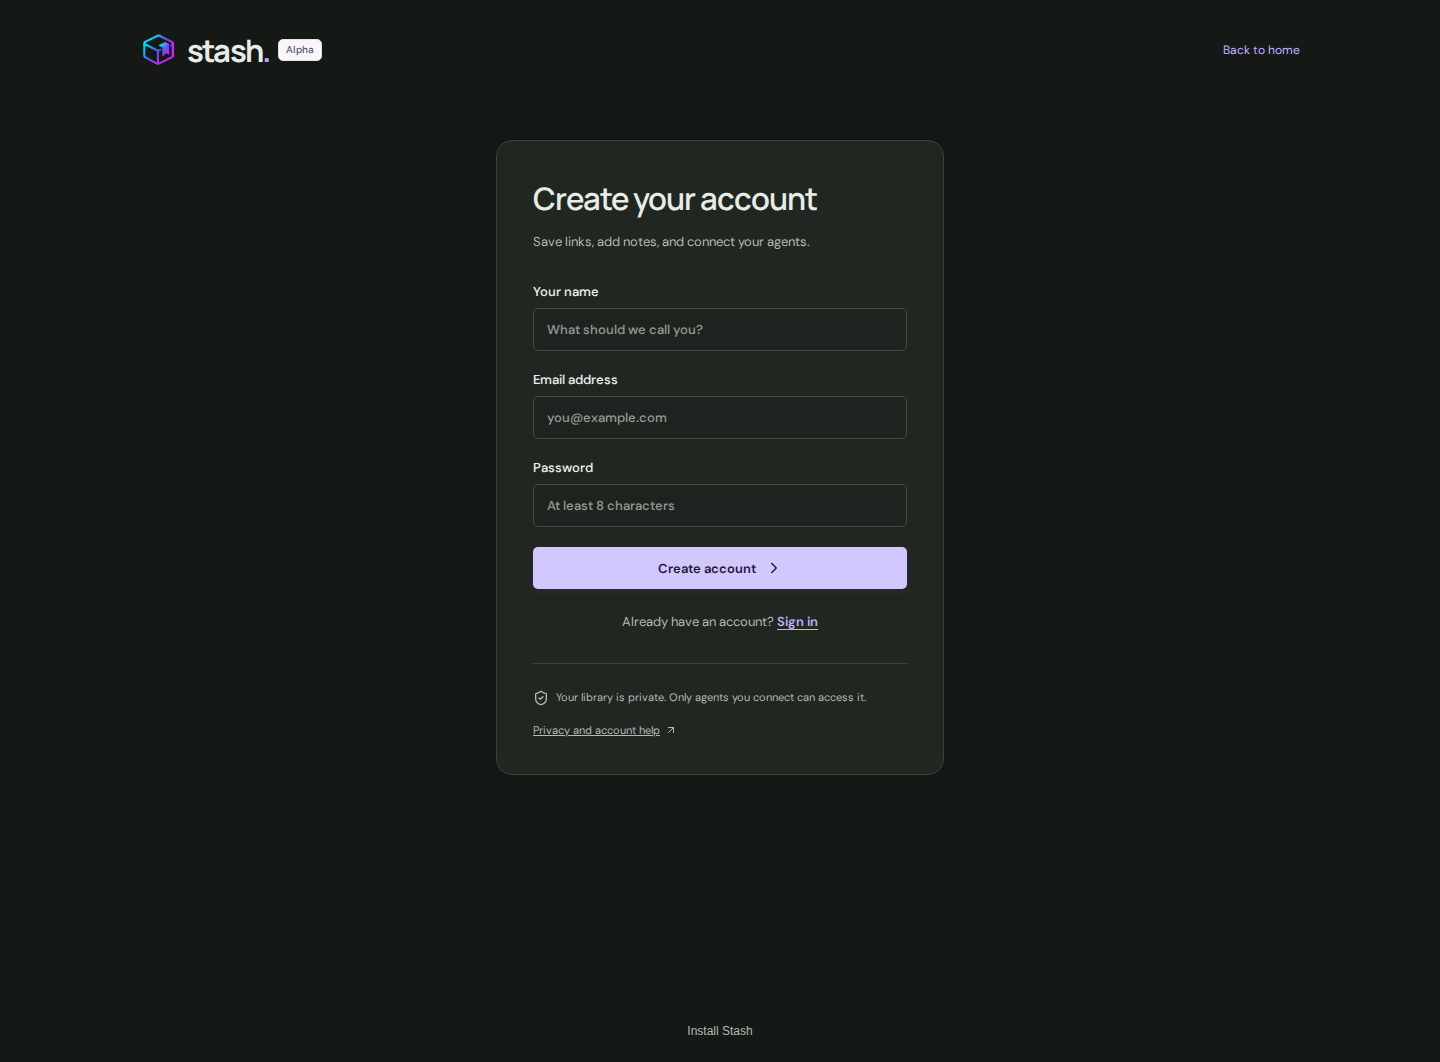 stash.
Alpha
Back to home
Create your account
Save links, add notes, and connect your agents.
Your name
What should we call you?
Email address
you@example.com
Password
At least 8 characters
Create account
Already have an account? Sign in
Your library is private. Only agents you connect can access it.
Privacy and account help
Install Stash